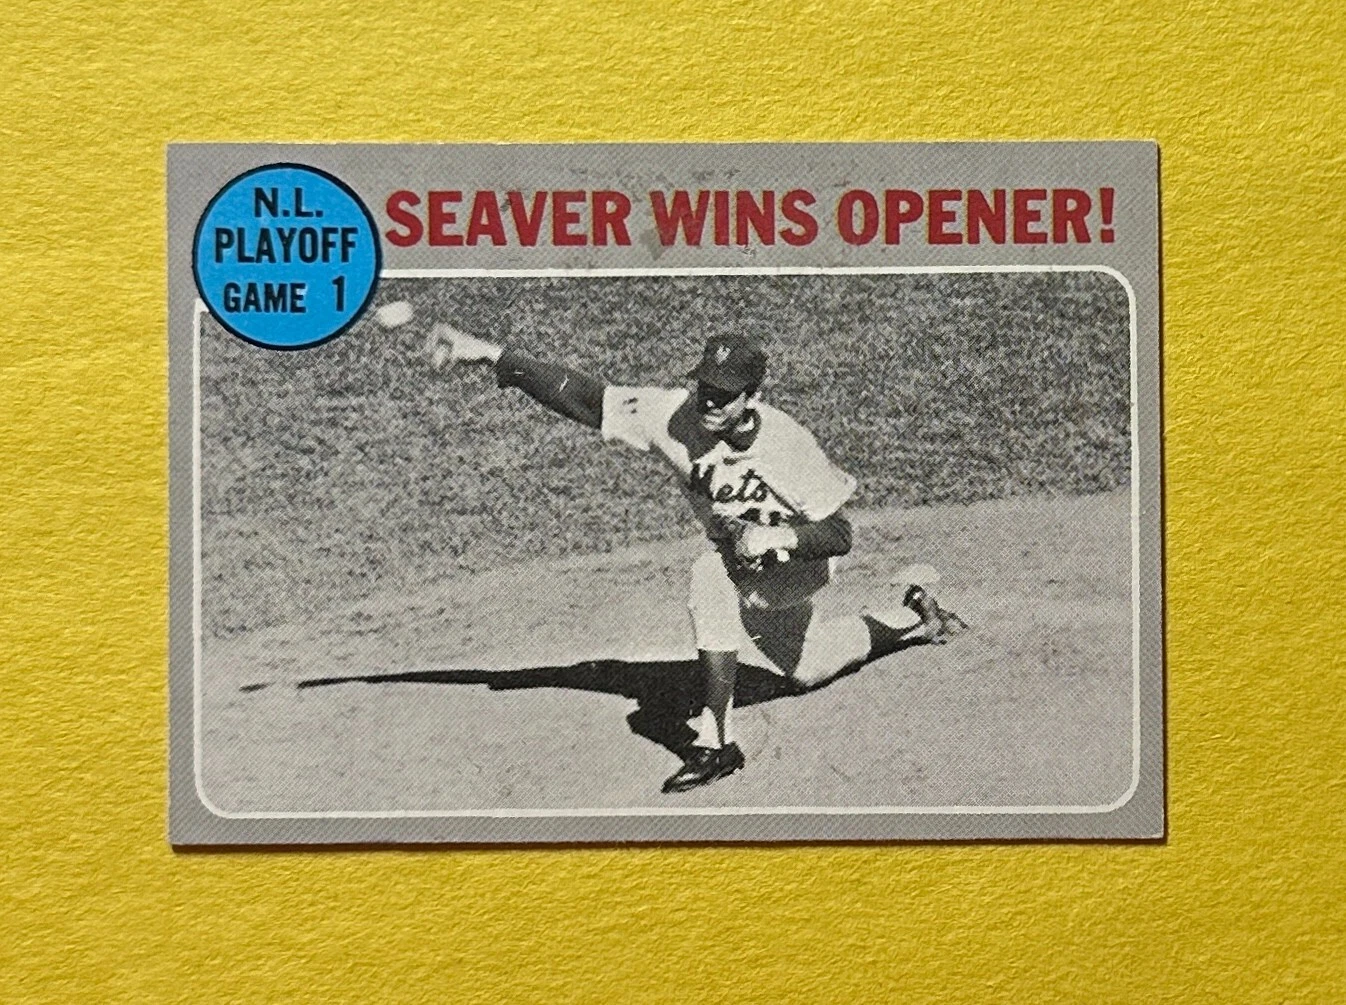 N.L.
PLAYOFF
GAME 1
SEAVER WINS OPENER!
Mets